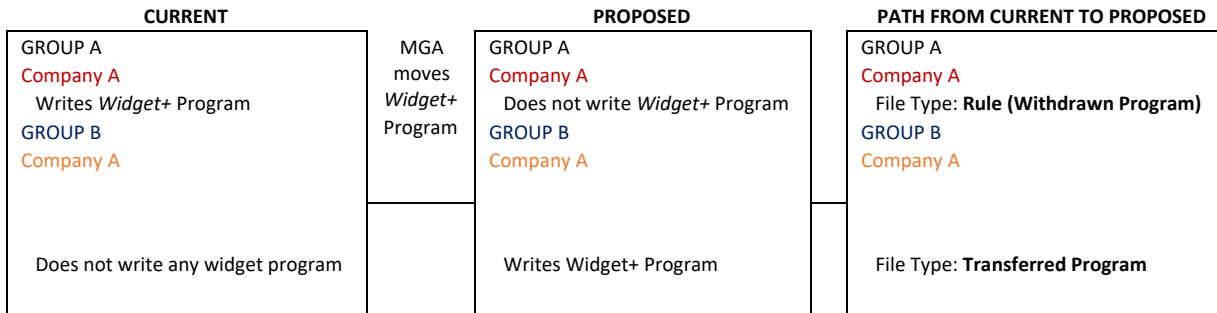 CURRENT
GROUP A
Company A
Writes Widget+ Program
GROUP B
Company A
Does not write any widget program
MGA
moves
Widget+
Program
PROPOSED
GROUP A
Company A
Does not write Widget+ Program
GROUP B
Company A
Writes Widget+ Program
PATH FROM CURRENT TO PROPOSED
GROUP A
Company A
File Type: Rule (Withdrawn Program)
GROUP B
Company A
File Type: Transferred Program